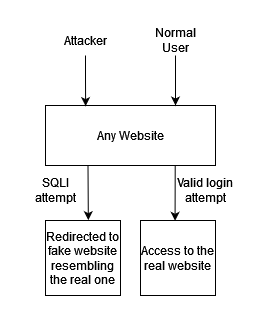 Attacker
Normal
User
Any Website
SQLI
attempt
Valid login
attempt
Redirected to
fake website
resembling
the real one
Access to the
real website